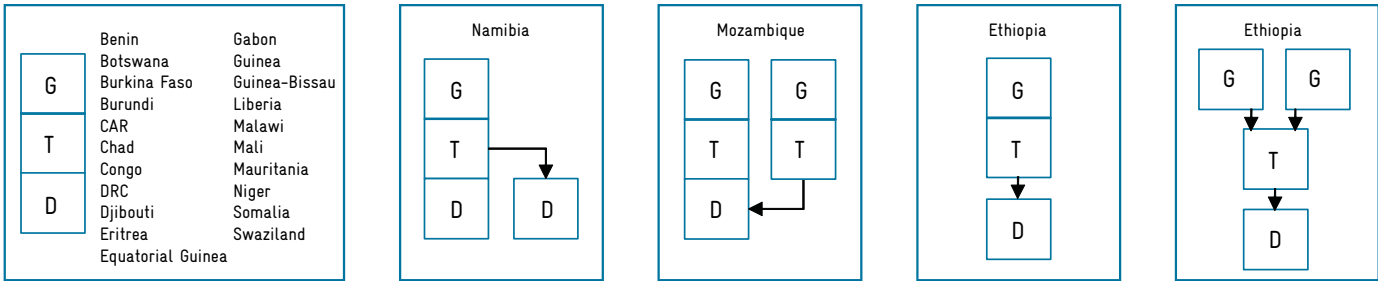 G
T
D
Benin
Botswana
Burkina Faso
Burundi
CAR
Chad
Congo
DRC
Djibouti
Eritrea
Equatorial Guinea
Gabon
Guinea
Guinea-Bissau
Liberia
Malawi
Mali
Mauritania
Niger
Somalia
Swaziland
Namibia
G
T
D
D
Mozambique
G
G
T
T
D
Ethiopia
G
T
D
Ethiopia
G
G
T
D